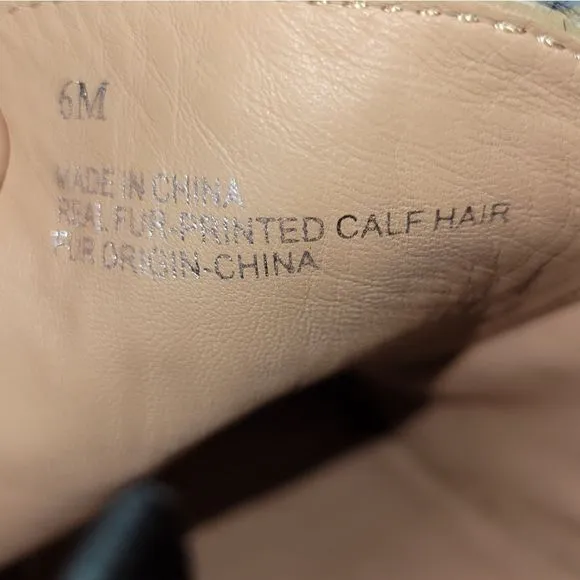 6M
MADE IN CHINA
REAL FUR-PRINTED CALF HAIR
FUR ORIGIN-CHINA